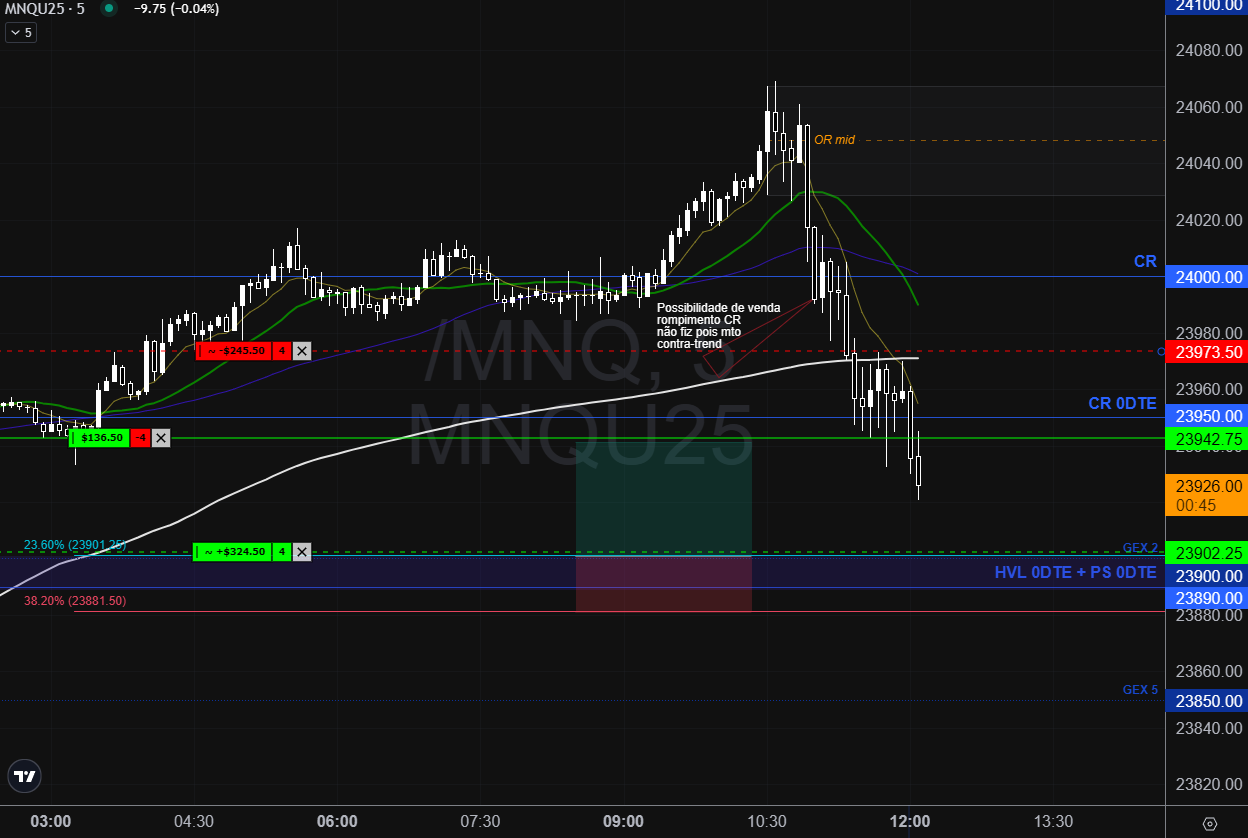 MNQU25 · 5 −9.75 (−0.04%)
5
24100.00
24080.00
24060.00
OR mid
24040.00
24020.00
CR
24000.00
Possibilidade de venda
rompimento CR
não fiz pois mto
contra-trend
/MNQ, 5
MNQU25
23980.00
~ -$245.50 4
23973.50
23960.00
CR 0DTE
23950.00
$136.50 -4
23942.75
23926.00
00:45
23.60% (23901.25)
~ +$324.50 4
GEX 2
23902.25
HVL 0DTE + PS 0DTE
23900.00
23890.00
38.20% (23881.50)
23880.00
23860.00
GEX 5
23850.00
23840.00
23820.00
03:00 04:30 06:00 07:30 09:00 10:30 12:00 13:30